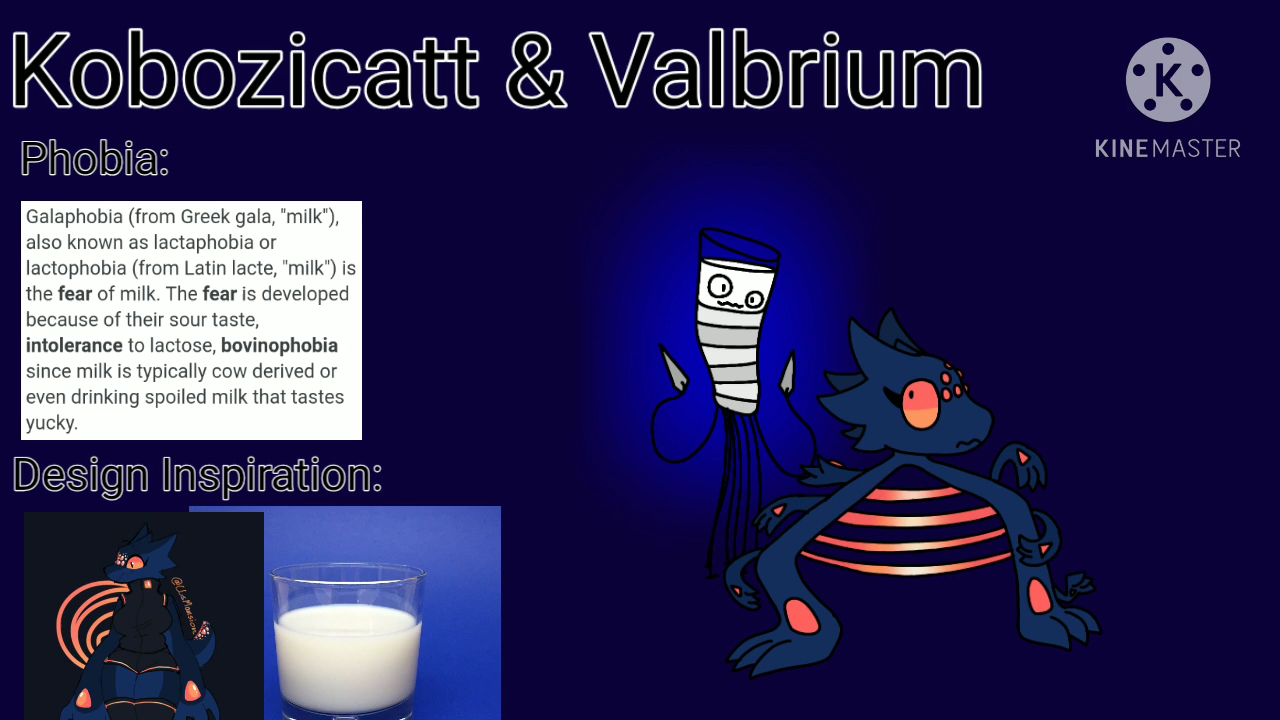 Kobozicatt & Valbrium
K
KINEMASTER
Phobia:
Galaphobia (from Greek gala, "milk"),
also known as lactaphobia or
lactophobia (from Latin lacte, "milk") is
the fear of milk. The fear is developed
because of their sour taste,
intolerance to lactose, bovinophobia
since milk is typically cow derived or
even drinking spoiled milk that tastes
yucky.
Design Inspiration: